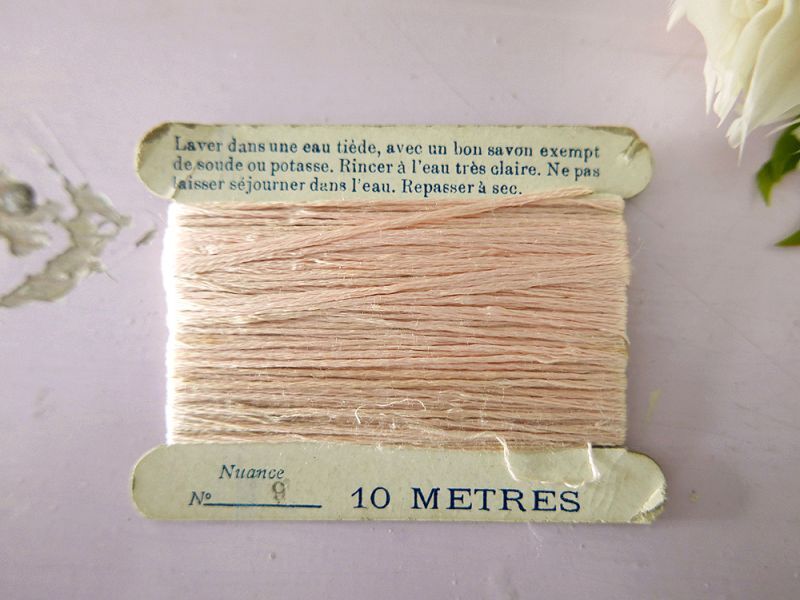 Laver dans une eau tiède, avec un bon savon exempt
de soude ou potasse. Rincer à l'eau très claire. Ne pas
laisser séjourner dans l'eau. Repasser à sec.
Nuance
Nº 9
10 METRES